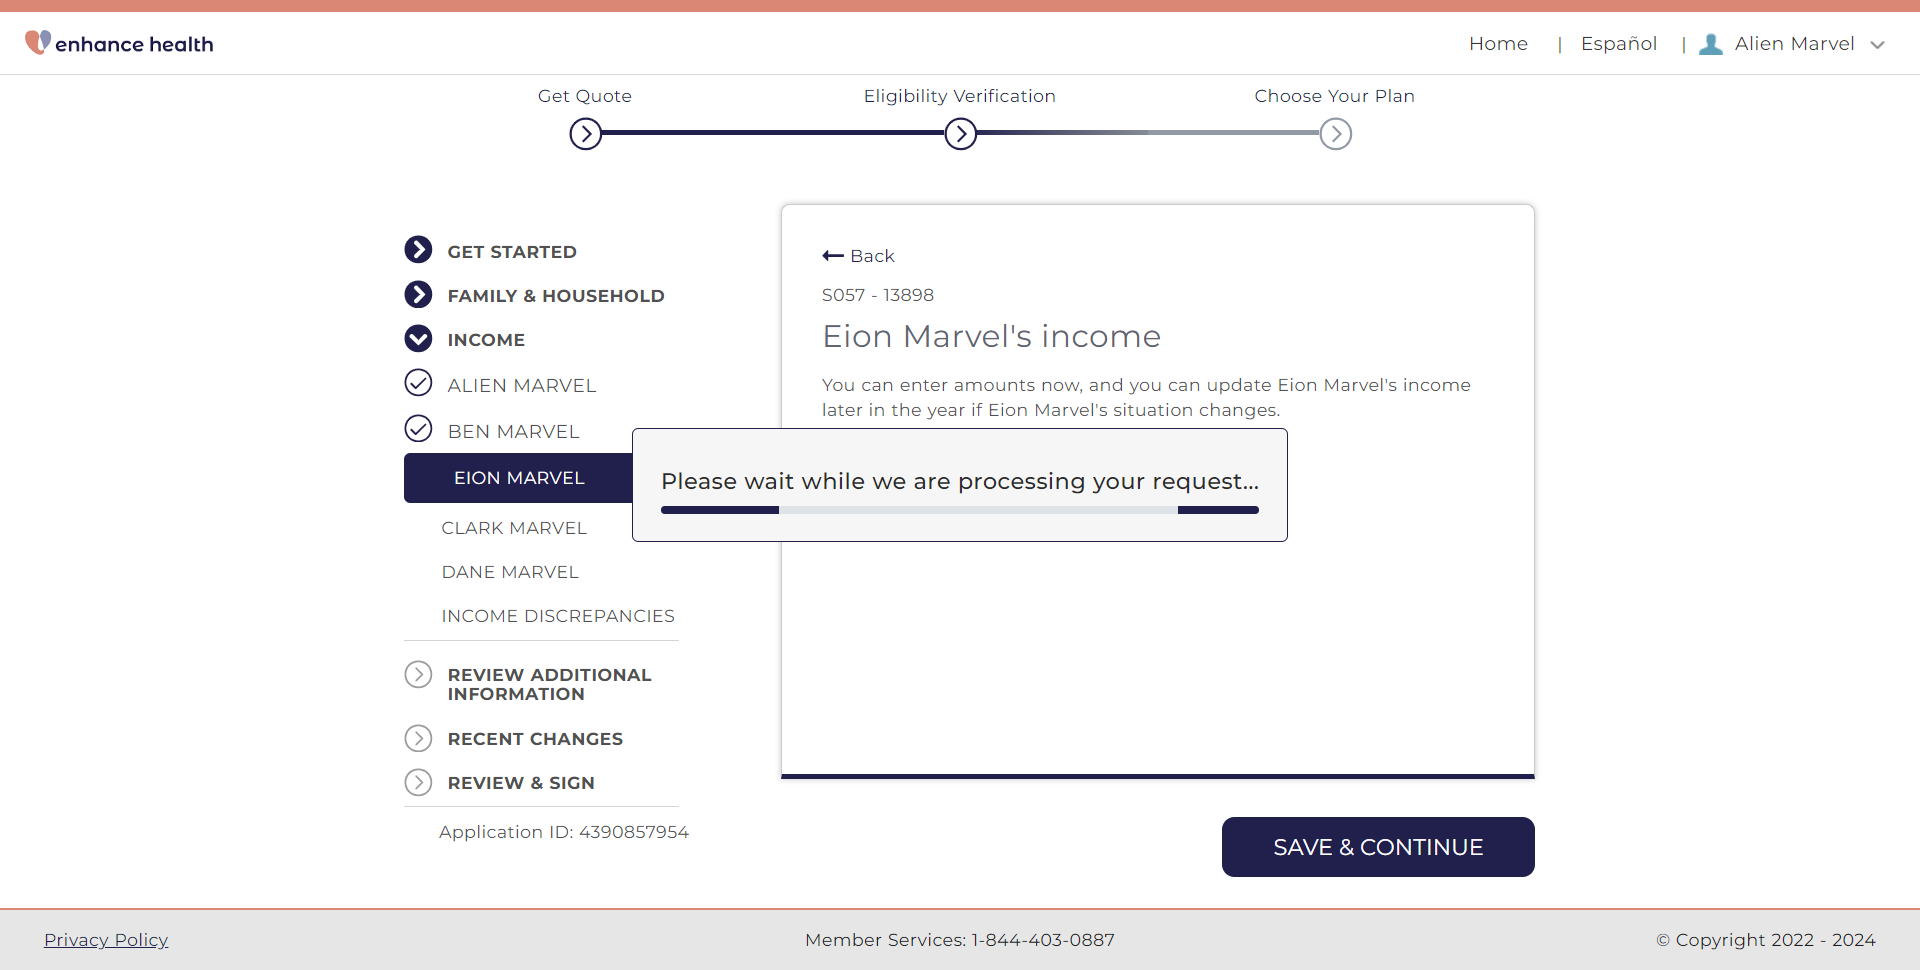 enhance health
Home | Español | Alien Marvel
Get Quote
Eligibility Verification
Choose Your Plan
GET STARTED
FAMILY & HOUSEHOLD
INCOME
ALIEN MARVEL
BEN MARVEL
EION MARVEL
CLARK MARVEL
DANE MARVEL
INCOME DISCREPANCIES
REVIEW ADDITIONAL
INFORMATION
RECENT CHANGES
REVIEW & SIGN
Application ID: 4390857954
Back
S057 - 13898
Eion Marvel's income
You can enter amounts now, and you can update Eion Marvel's income
later in the year if Eion Marvel's situation changes.
Please wait while we are processing your request...
SAVE & CONTINUE
Privacy Policy
Member Services: 1-844-403-0887
© Copyright 2022 - 2024